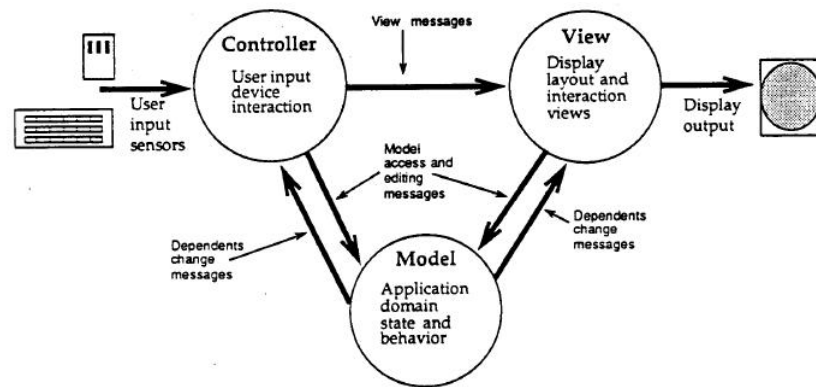 View messages
Controller
User input
device
interaction
View
Display
layout and
interaction
views
User
input
sensors
Display
output
Model
access and
editing
messages
Dependents
change
messages
Dependents
change
messages
Model
Application
domain
state and
behavior